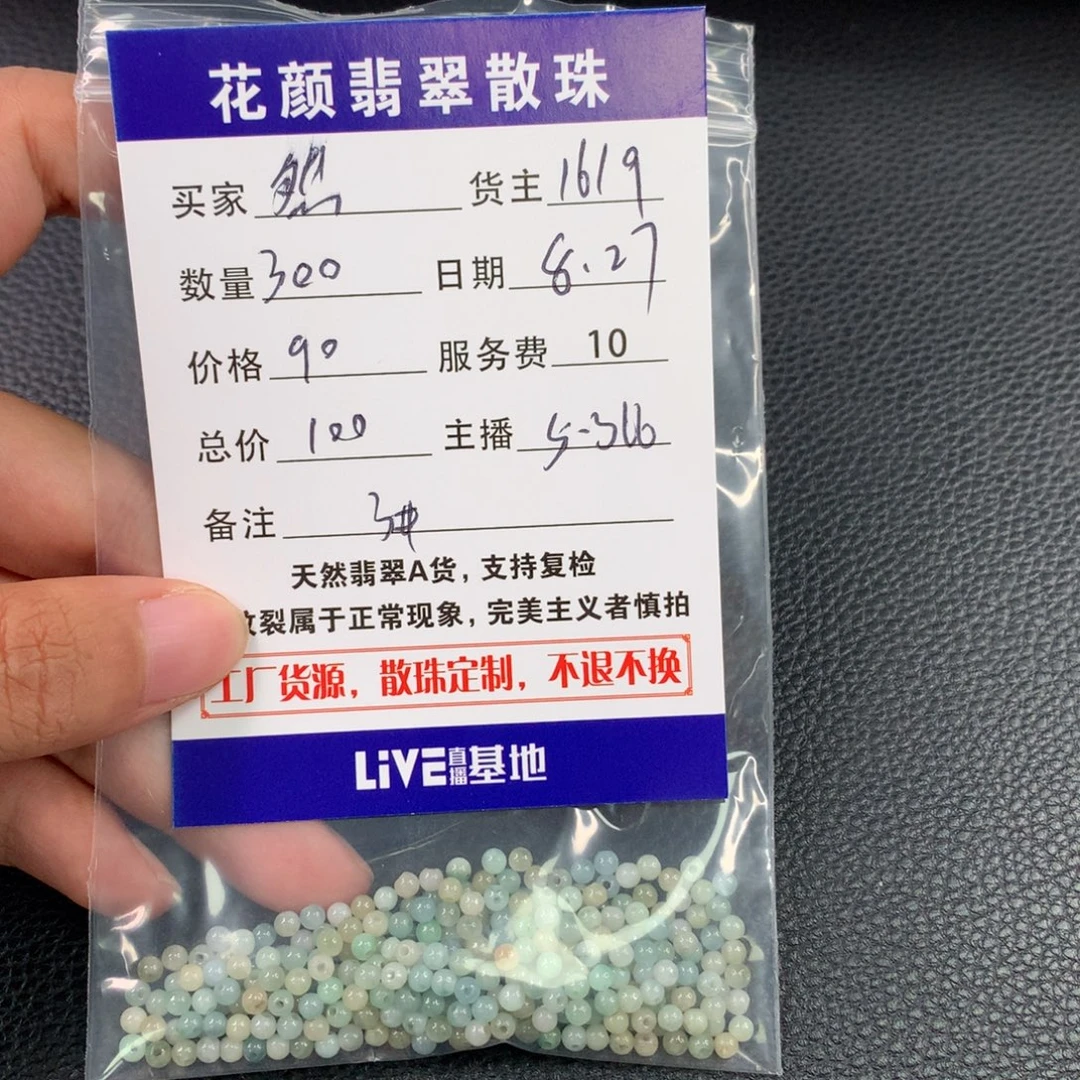 花颜翡翠散珠
买家 然 货主 1619
数量 300 日期 8.27
价格 90 服务费 10
总价 100 主播
备注
天然翡翠A货，支持复检
裂属于正常现象，完美主义者慎拍
工厂货源，散珠定制，不退不换
LiVE直播基地